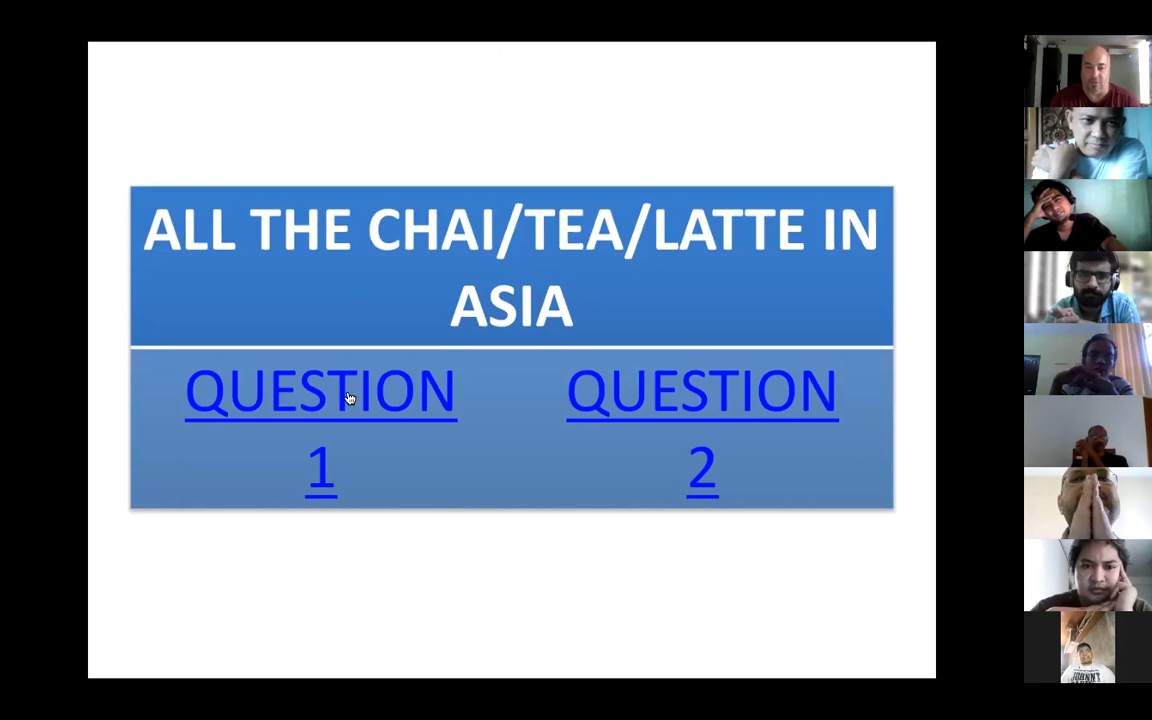 ALL THE CHAI/TEA/LATTE IN
ASIA
QUESTION
1
QUESTION
2